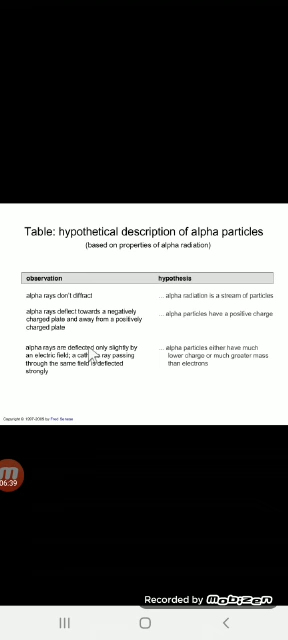 Table: hypothetical description of alpha particles
(based on properties of alpha radiation)
observation hypothesis
alpha rays don't diffract ... alpha radiation is a stream of particles
alpha rays deflect towards a negatively ... alpha particles have a positive charge
charged plate and away from a positively
charged plate
alpha rays are deflected only slightly by ... alpha particles either have much
an electric field; a cath ray passing lower charge or much greater mass
through the same field is deflected than electrons
strongly
Copyright © 1997-2005 by Fred Senese
06:39
Recorded by mobizen